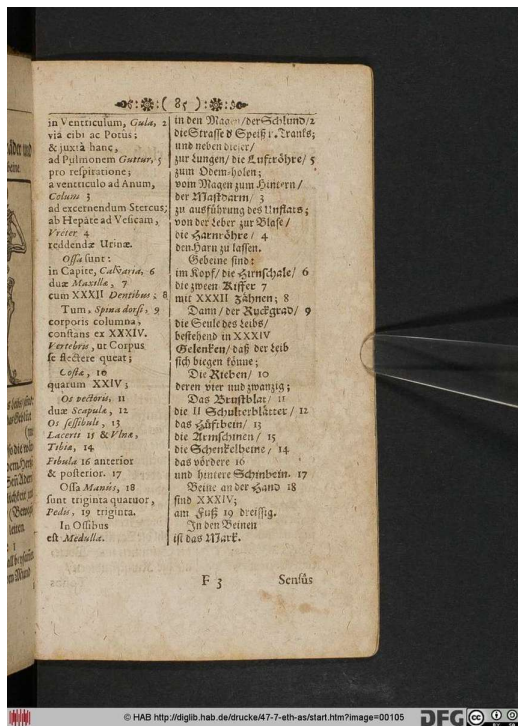 ( 85 )
in Ventriculum, Gula, 2
viâ cibi ac Potûs;
& juxtà hanc,
ad Pulmonem Guttur, 5
pro respiratione;
a ventriculo ad Anum,
Colum 3
ad excernendum Stercus;
ab Hepate ad Vesicam,
Vreter 4
reddendæ Urinæ.
Ossa sunt:
in Capite, Calvaria, 6
duæ Maxillæ, 7
cum XXXII Dentibus; 8
Tum, Spina dorsi, 9
corporis columna,
constans ex XXXIV.
Vertebris, ut Corpus
se flectere queat;
Costæ, 10
quarum XXIV;
Os pectoris, 11
duæ Scapulæ, 12
Os sessibuli, 13
Lacerti 15 & Vlnæ,
Tibiæ, 14
Fibula 16 anterior
& posterior. 17
Ossa Manûs, 18
sunt triginta quatuor,
Pedis, 19 triginta.
In Ossibus
est Medulla.
in den Magen/der Schlund/2
die Strasse d Speiß v. Tranks;
und neben dieser/
zur Lungen/die Luftröhre/ 5
zum Odem-holen;
vom Magen zum Hintern/
der Mastdarm/ 3
zu ausführung des Unflats;
von der Leber zur Blase/
die Harnröhre/ 4
den Harn zu lassen.
Gebeine sind:
im Kopf/die Hirnschale/ 6
die zween Kiffer 7
mit XXXII Zähnen; 8
Dann/der Ruckgrad/ 9
die Seule des Leibs/
bestehend in XXXIV
Gelenken/daß der Leib
sich biegen könne;
Die Rieben/ 10
deren vier und zwanzig;
Das Brustblat/ 11
die II Schulterblätter/ 12
das Hüftbein/ 13
die Armschinen/ 15
die Schenkelbeine/ 14
das vördere 16
und hintere Schinbein. 17
Beine an der Hand 18
sind XXXIV;
am Fuß 19 dreissig.
In den Beinen
ist das Mark.
F 3 Sensûs
© HAB http://diglib.hab.de/drucke/47-7-eth-as/start.htm?image=00105
DFG